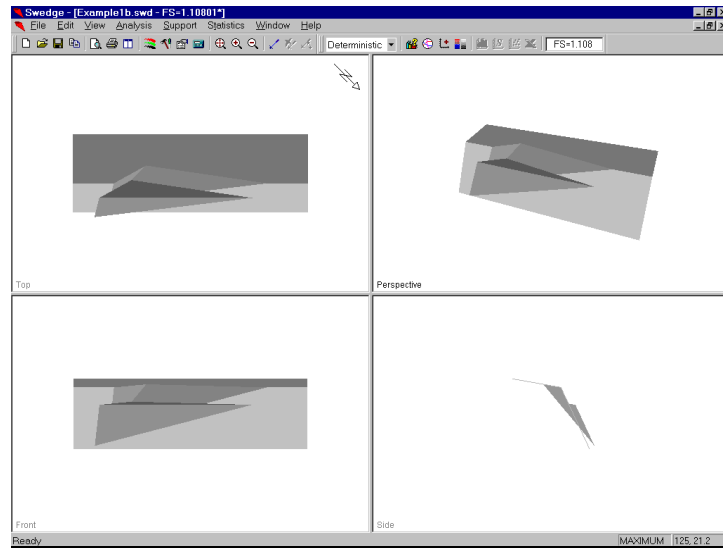 Swedge - [Example1b.swd - FS=1.10801*]
File Edit View Analysis Support Statistics Window Help
Deterministic FS=1.108
Top
Perspective
Front
Side
Ready MAXIMUM 125, 21.2